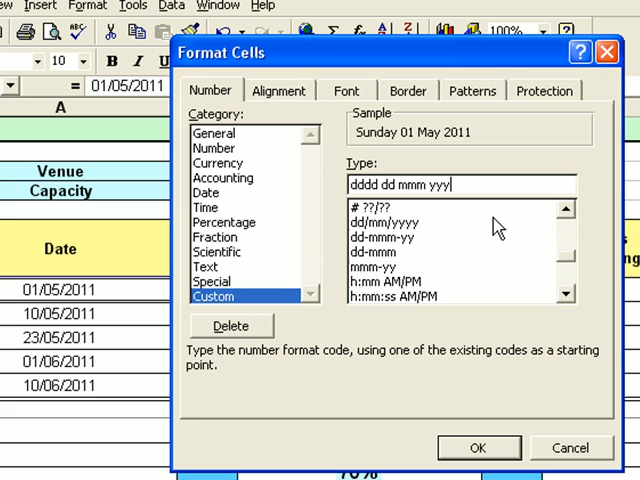 Insert Format Tools Data Window Help
ABC
Σ
100%
?
10 B I U
= 01/05/2011
A
Venue
Capacity
Date
01/05/2011
10/05/2011
23/05/2011
01/06/2011
10/06/2011
Format Cells
?
Number Alignment Font Border Patterns Protection
Category:
General
Number
Currency
Accounting
Date
Time
Percentage
Fraction
Scientific
Text
Special
Custom
Sample
Sunday 01 May 2011
Type:
dddd dd mmm yyy
# ??/??
dd/mm/yyyy
dd-mmm-yy
dd-mmm
mmm-yy
h:mm AM/PM
h:mm:ss AM/PM
Delete
Type the number format code, using one of the existing codes as a starting
point.
OK Cancel
70%